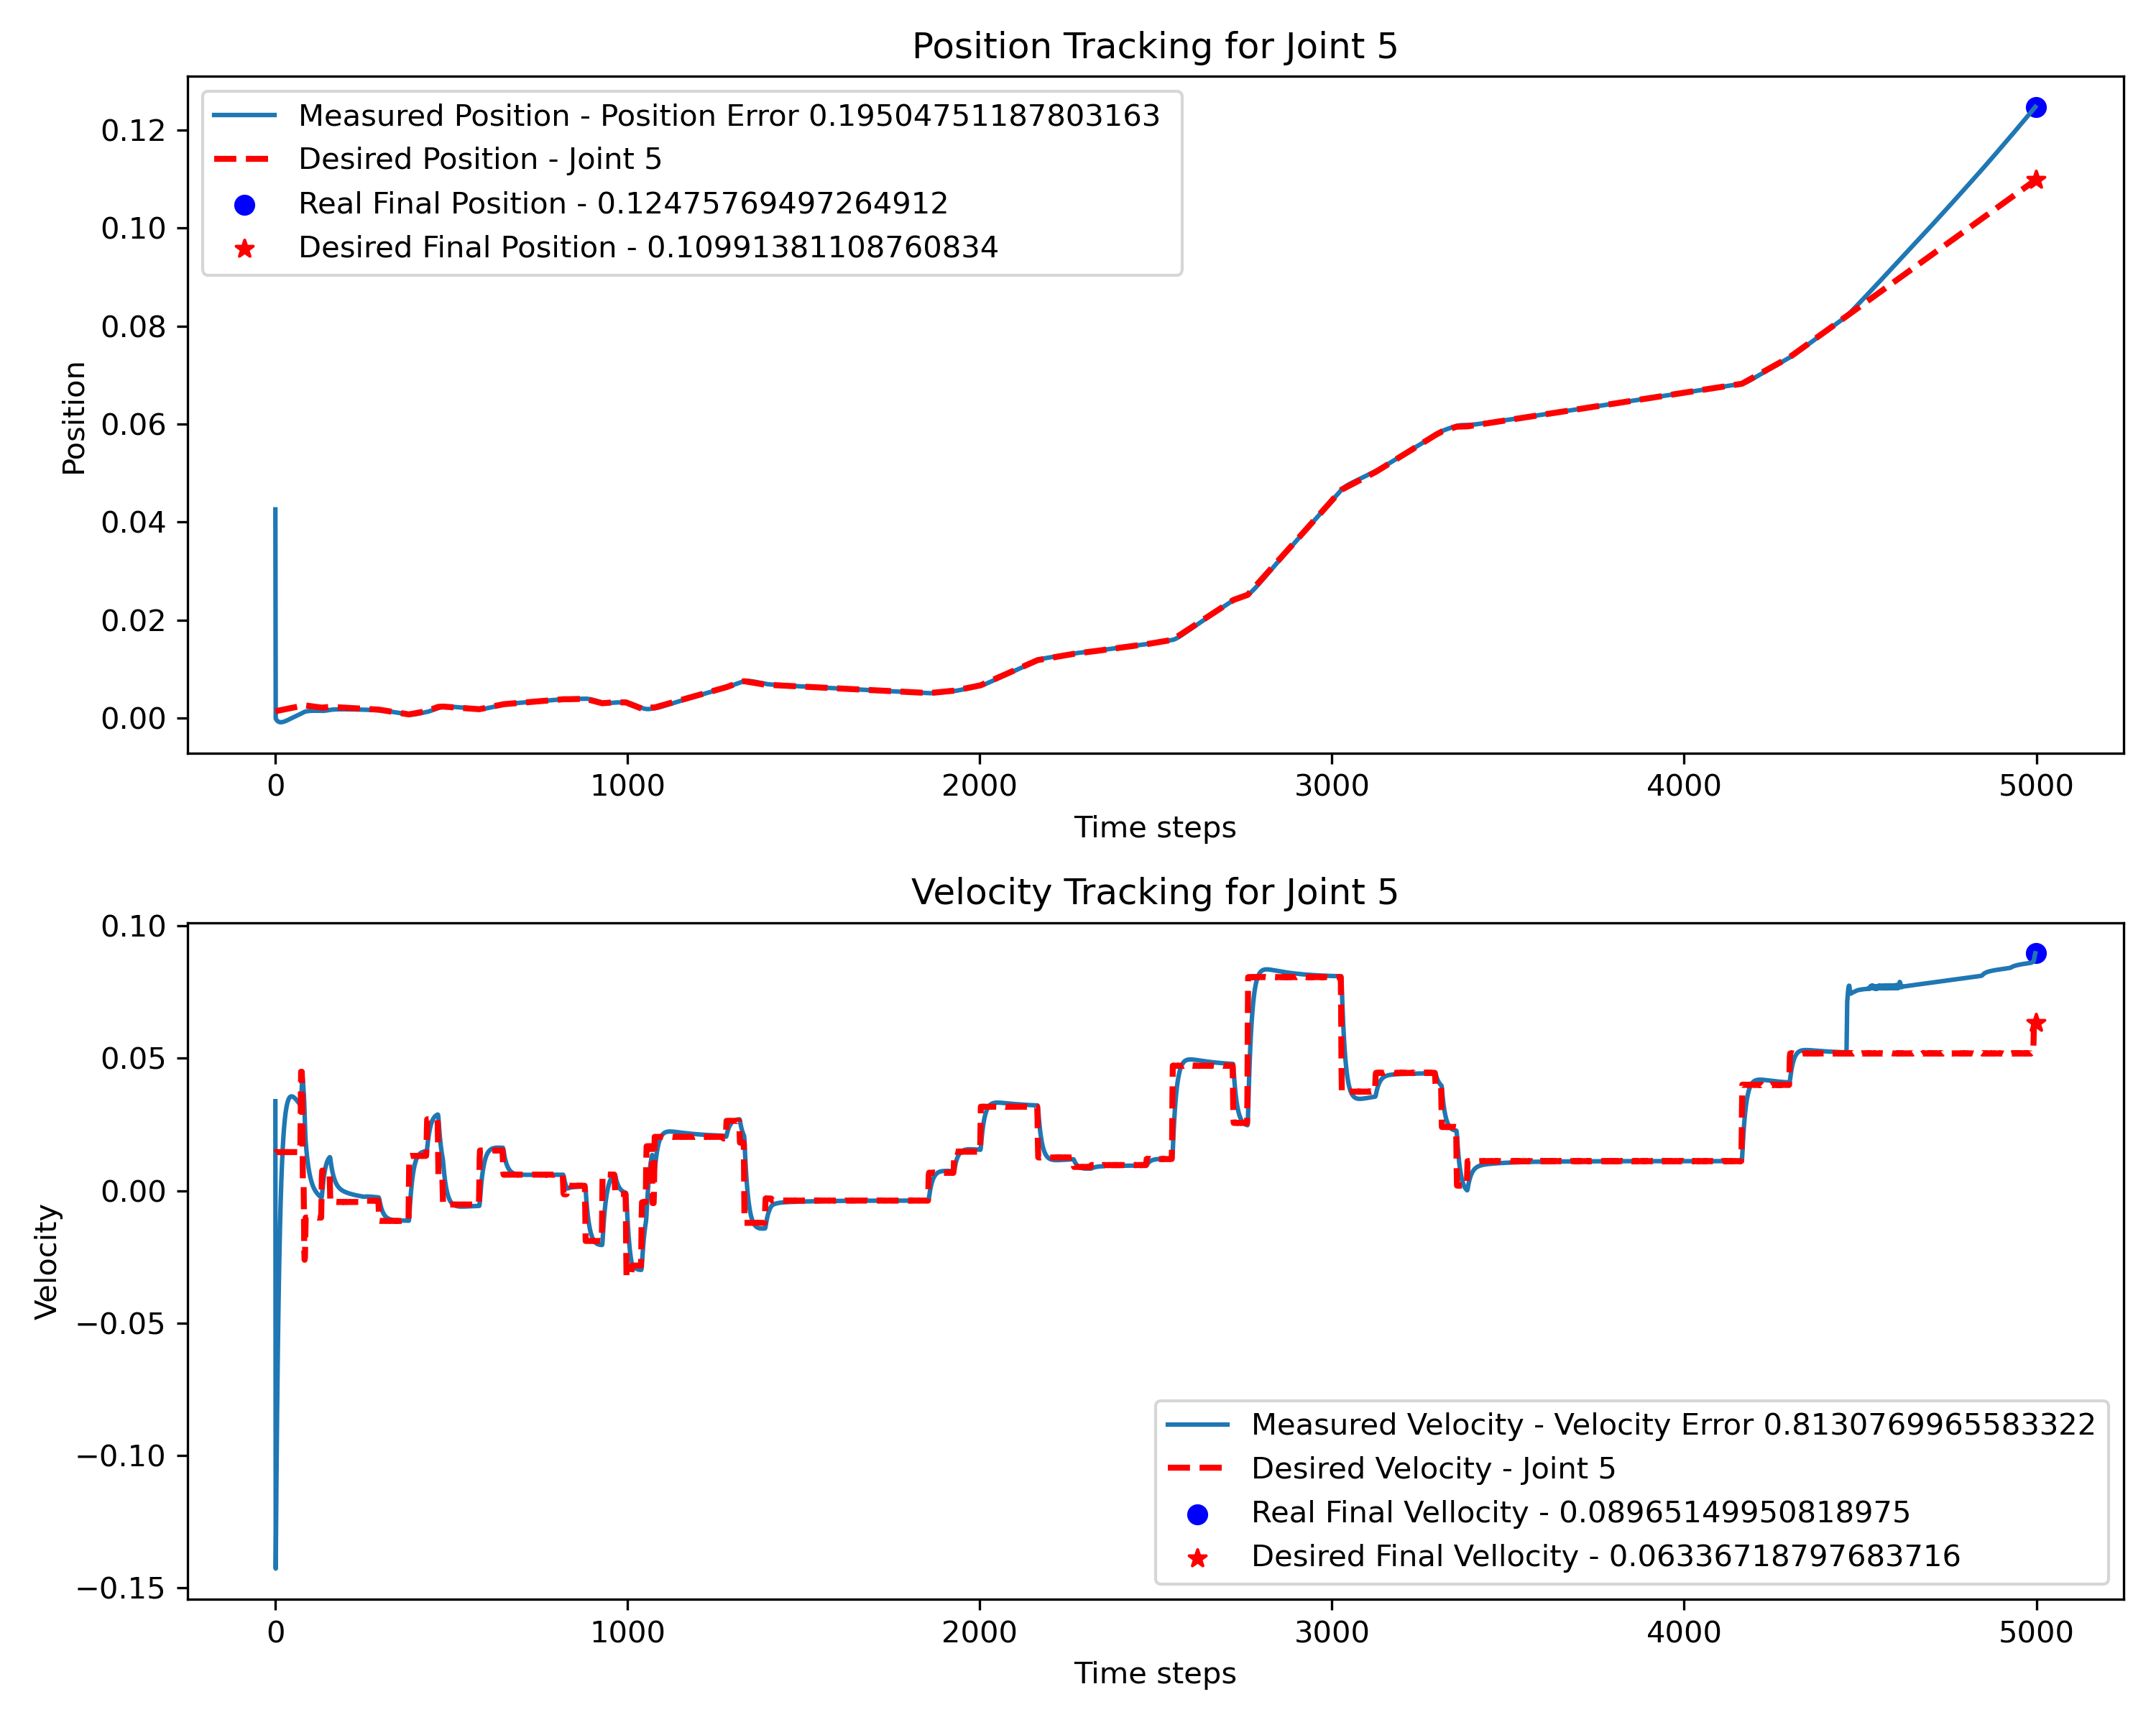 Position Tracking for Joint 5
Measured Position - Position Error 0.19504751187803163
Desired Position - Joint 5
Real Final Position - 0.12475769497264912
Desired Final Position - 0.10991381108760834
0.12
0.10
0.08
0.06
0.04
0.02
0.00
Position
0 1000 2000 3000 4000 5000
Time steps
Velocity Tracking for Joint 5
0.10
0.05
0.00
−0.05
−0.10
−0.15
Velocity
Measured Velocity - Velocity Error 0.8130769965583322
Desired Velocity - Joint 5
Real Final Vellocity - 0.08965149950818975
Desired Final Vellocity - 0.06336718797683716
0 1000 2000 3000 4000 5000
Time steps